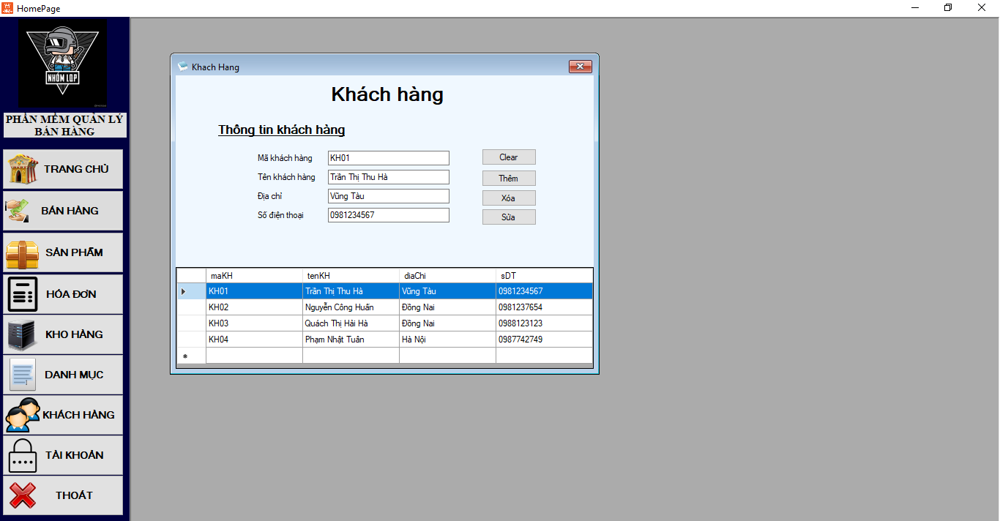 HomePage
NHÓM LQP
PHẦN MỀM QUẢN LÝ
BÁN HÀNG
TRANG CHỦ
BÁN HÀNG
SẢN PHẨM
HÓA ĐƠN
KHO HÀNG
DANH MỤC
KHÁCH HÀNG
TÀI KHOẢN
THOÁT
Khach Hang
Khách hàng
Thông tin khách hàng
Mã khách hàng KH01 Clear
Tên khách hàng Trần Thị Thu Hà Thêm
Địa chỉ Vũng Tàu Xóa
Số điện thoại 0981234567 Sửa
maKH tenKH diaChi sDT
KH01 Trần Thị Thu Hà Vũng Tàu 0981234567
KH02 Nguyễn Công Huấn Đồng Nai 0981237654
KH03 Quách Thị Hải Hà Đồng Nai 0988123123
KH04 Phạm Nhật Tuân Hà Nội 0987742749